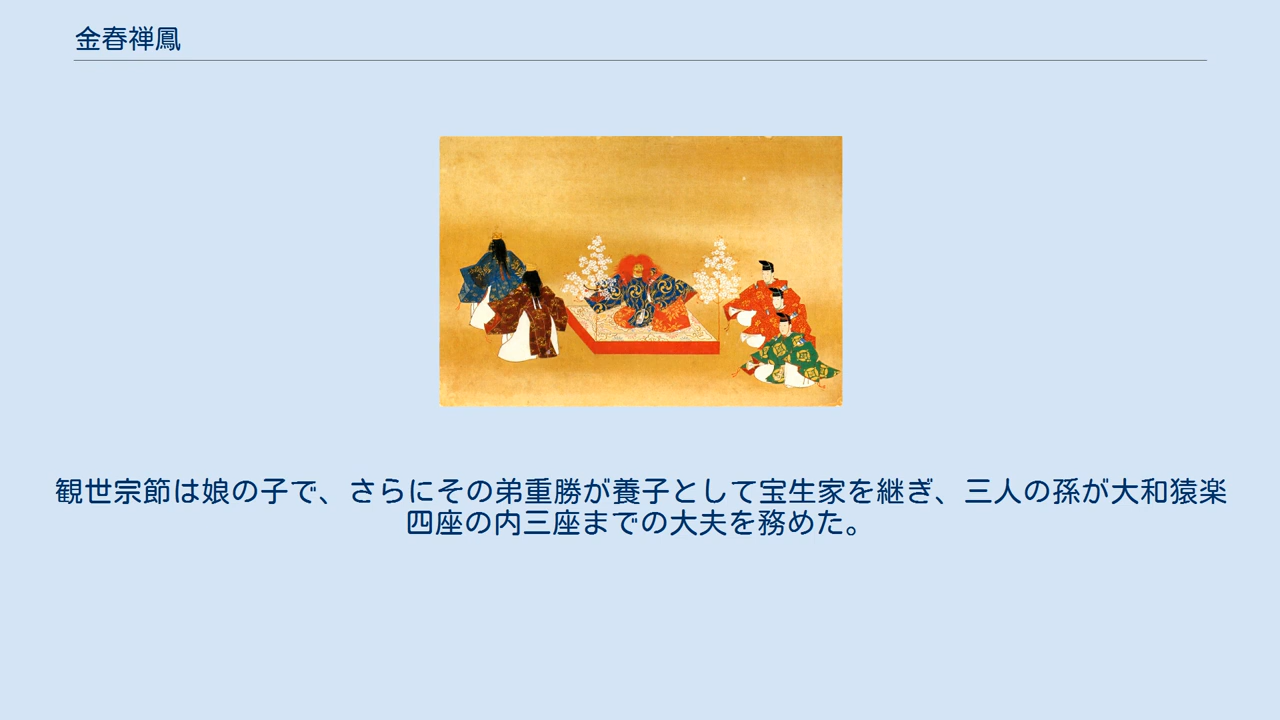 金春禅鳳
観世宗節は娘の子で、さらにその弟重勝が養子として宝生家を継ぎ、三人の孫が大和猿楽
四座の内三座までの大夫を務めた。